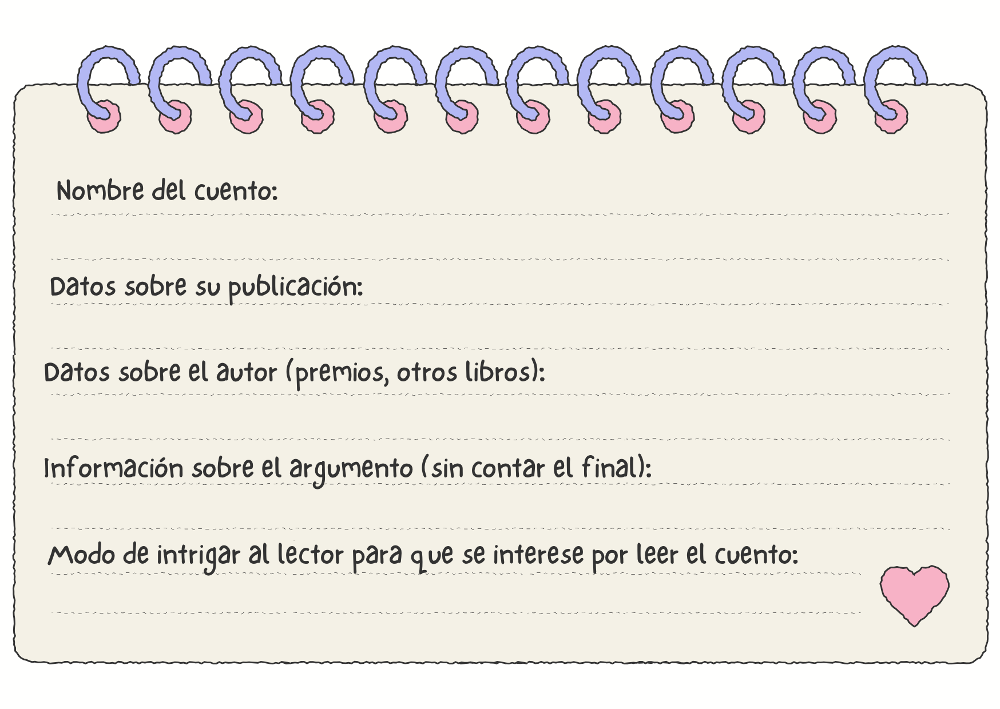 Nombre del cuento:
Datos sobre su publicación:
Datos sobre el autor (premios, otros libros):
Información sobre el argumento (sin contar el final):
Modo de intrigar al lector para que se interese por leer el cuento: